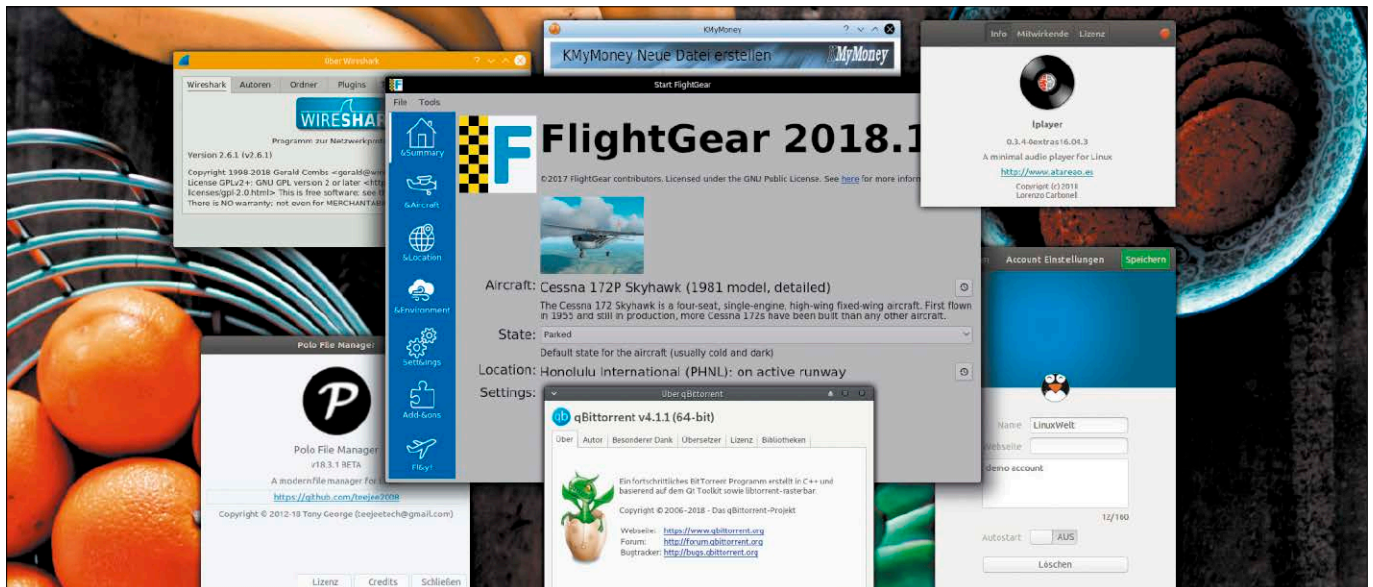 KMyMoney
KMyMoney Neue Datei erstellen
KMyMoney
Info Mitwirkende Lizenz
lplayer
0.3.4-0extras16.04.3
A minimal audio player for Linux
http://www.atareao.es
Copyright (c) 2018
Lorenzo Carbonell
Über Wireshark
Wireshark Autoren Ordner Plugins
WIRESHAR
Programm zur Netzwerkprot
Version 2.6.1 (v2.6.1)
Copyright 1998-2018 Gerald Combs <gerald@wir
License GPLv2+: GNU GPL version 2 or later <http
licenses/gpl-2.0.html> This is free software; see th
There is NO warranty; not even for MERCHANTAB
Start FlightGear
File Tools
&Summary
&Aircraft
&Location
&Environment
Sett&ings
Add-&ons
Fl&y!
F
FlightGear 2018.1
©2017 FlightGear contributors. Licensed under the GNU Public License. See here for more inform
Aircraft: Cessna 172P Skyhawk (1981 model, detailed)
The Cessna 172 Skyhawk is a four-seat, single-engine, high-wing fixed-wing aircraft. First flown
in 1955 and still in production, more Cessna 172s have been built than any other aircraft.
State: Parked
Default state for the aircraft (usually cold and dark)
Location: Honolulu International (PHNL): on active runway
Settings:
Polo File Manager
P
Polo File Manager
v18.3.1 BETA
A modern file manager for
https://github.com/teejee2008
Copyright © 2012-18 Tony George (teejeetech@gmail.com)
Lizenz Credits Schließen
Über qBittorrent
qb qBittorrent v4.1.1 (64-bit)
Über Autor Besonderer Dank Übersetzer Lizenz Bibliotheken
Ein fortschrittliches BitTorrent Programm erstellt in C++ und
basierend auf dem Qt Toolkit sowie libtorrent-rasterbar.
Copyright © 2006-2018 - Das qBittorrent-Projekt
Webseite: https://www.qbittorrent.org
Forum: http://forum.qbittorrent.org
Bugtracker: http://bugs.qbittorrent.org
Account Einstellungen Speichern
Name LinuxWelt
Webseite
demo account
12/160
Autostart AUS
Löschen